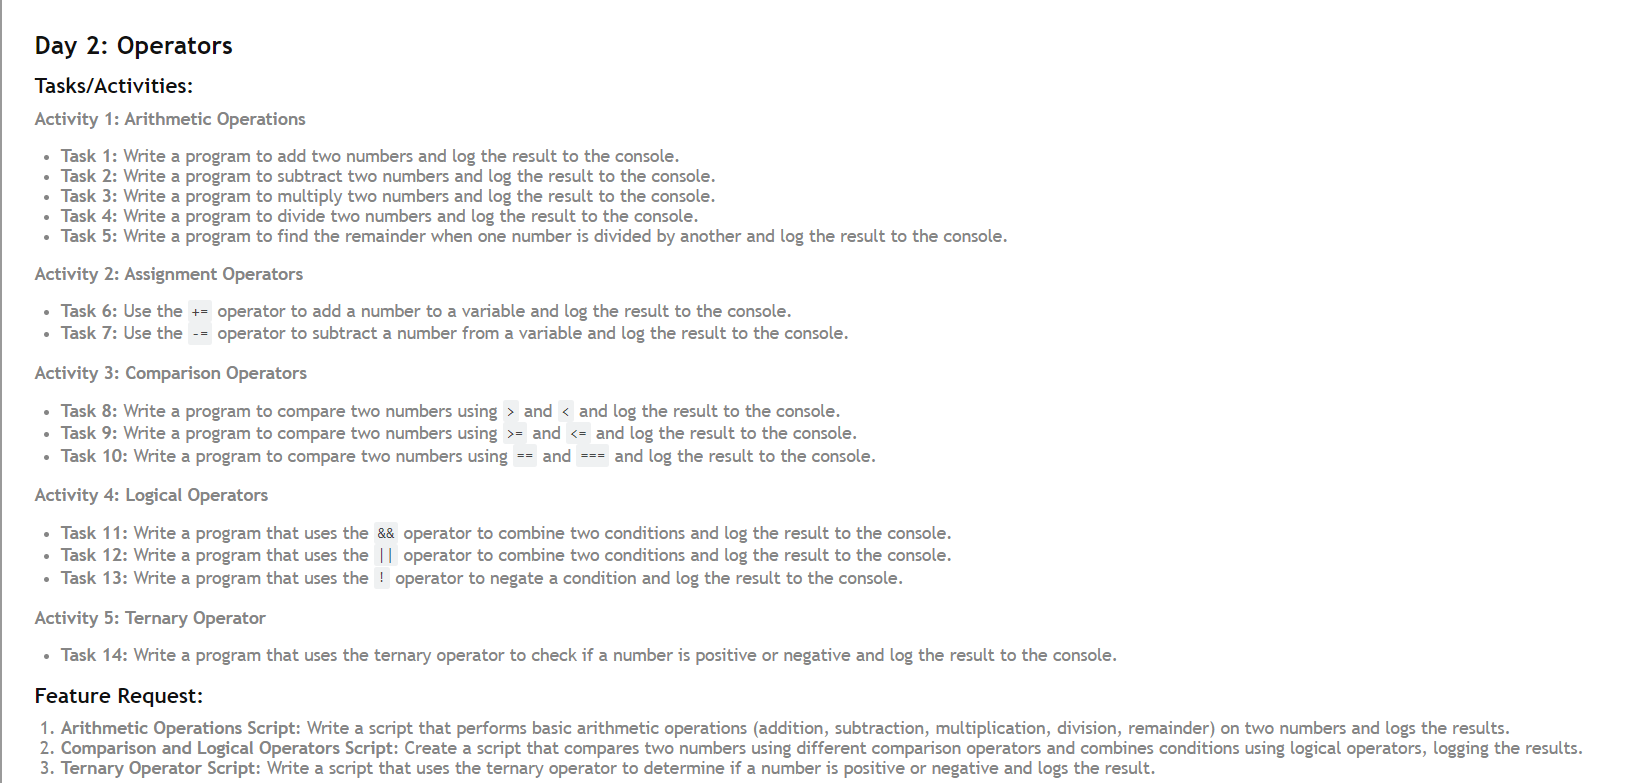 Day 2: Operators
Tasks/Activities:
Activity 1: Arithmetic Operations
• Task 1: Write a program to add two numbers and log the result to the console.
• Task 2: Write a program to subtract two numbers and log the result to the console.
• Task 3: Write a program to multiply two numbers and log the result to the console.
• Task 4: Write a program to divide two numbers and log the result to the console.
• Task 5: Write a program to find the remainder when one number is divided by another and log the result to the console.
Activity 2: Assignment Operators
• Task 6: Use the += operator to add a number to a variable and log the result to the console.
• Task 7: Use the -= operator to subtract a number from a variable and log the result to the console.
Activity 3: Comparison Operators
• Task 8: Write a program to compare two numbers using > and < and log the result to the console.
• Task 9: Write a program to compare two numbers using >= and <= and log the result to the console.
• Task 10: Write a program to compare two numbers using == and === and log the result to the console.
Activity 4: Logical Operators
• Task 11: Write a program that uses the && operator to combine two conditions and log the result to the console.
• Task 12: Write a program that uses the || operator to combine two conditions and log the result to the console.
• Task 13: Write a program that uses the ! operator to negate a condition and log the result to the console.
Activity 5: Ternary Operator
• Task 14: Write a program that uses the ternary operator to check if a number is positive or negative and log the result to the console.
Feature Request:
1. Arithmetic Operations Script: Write a script that performs basic arithmetic operations (addition, subtraction, multiplication, division, remainder) on two numbers and logs the results.
2. Comparison and Logical Operators Script: Create a script that compares two numbers using different comparison operators and combines conditions using logical operators, logging the results.
3. Ternary Operator Script: Write a script that uses the ternary operator to determine if a number is positive or negative and logs the result.